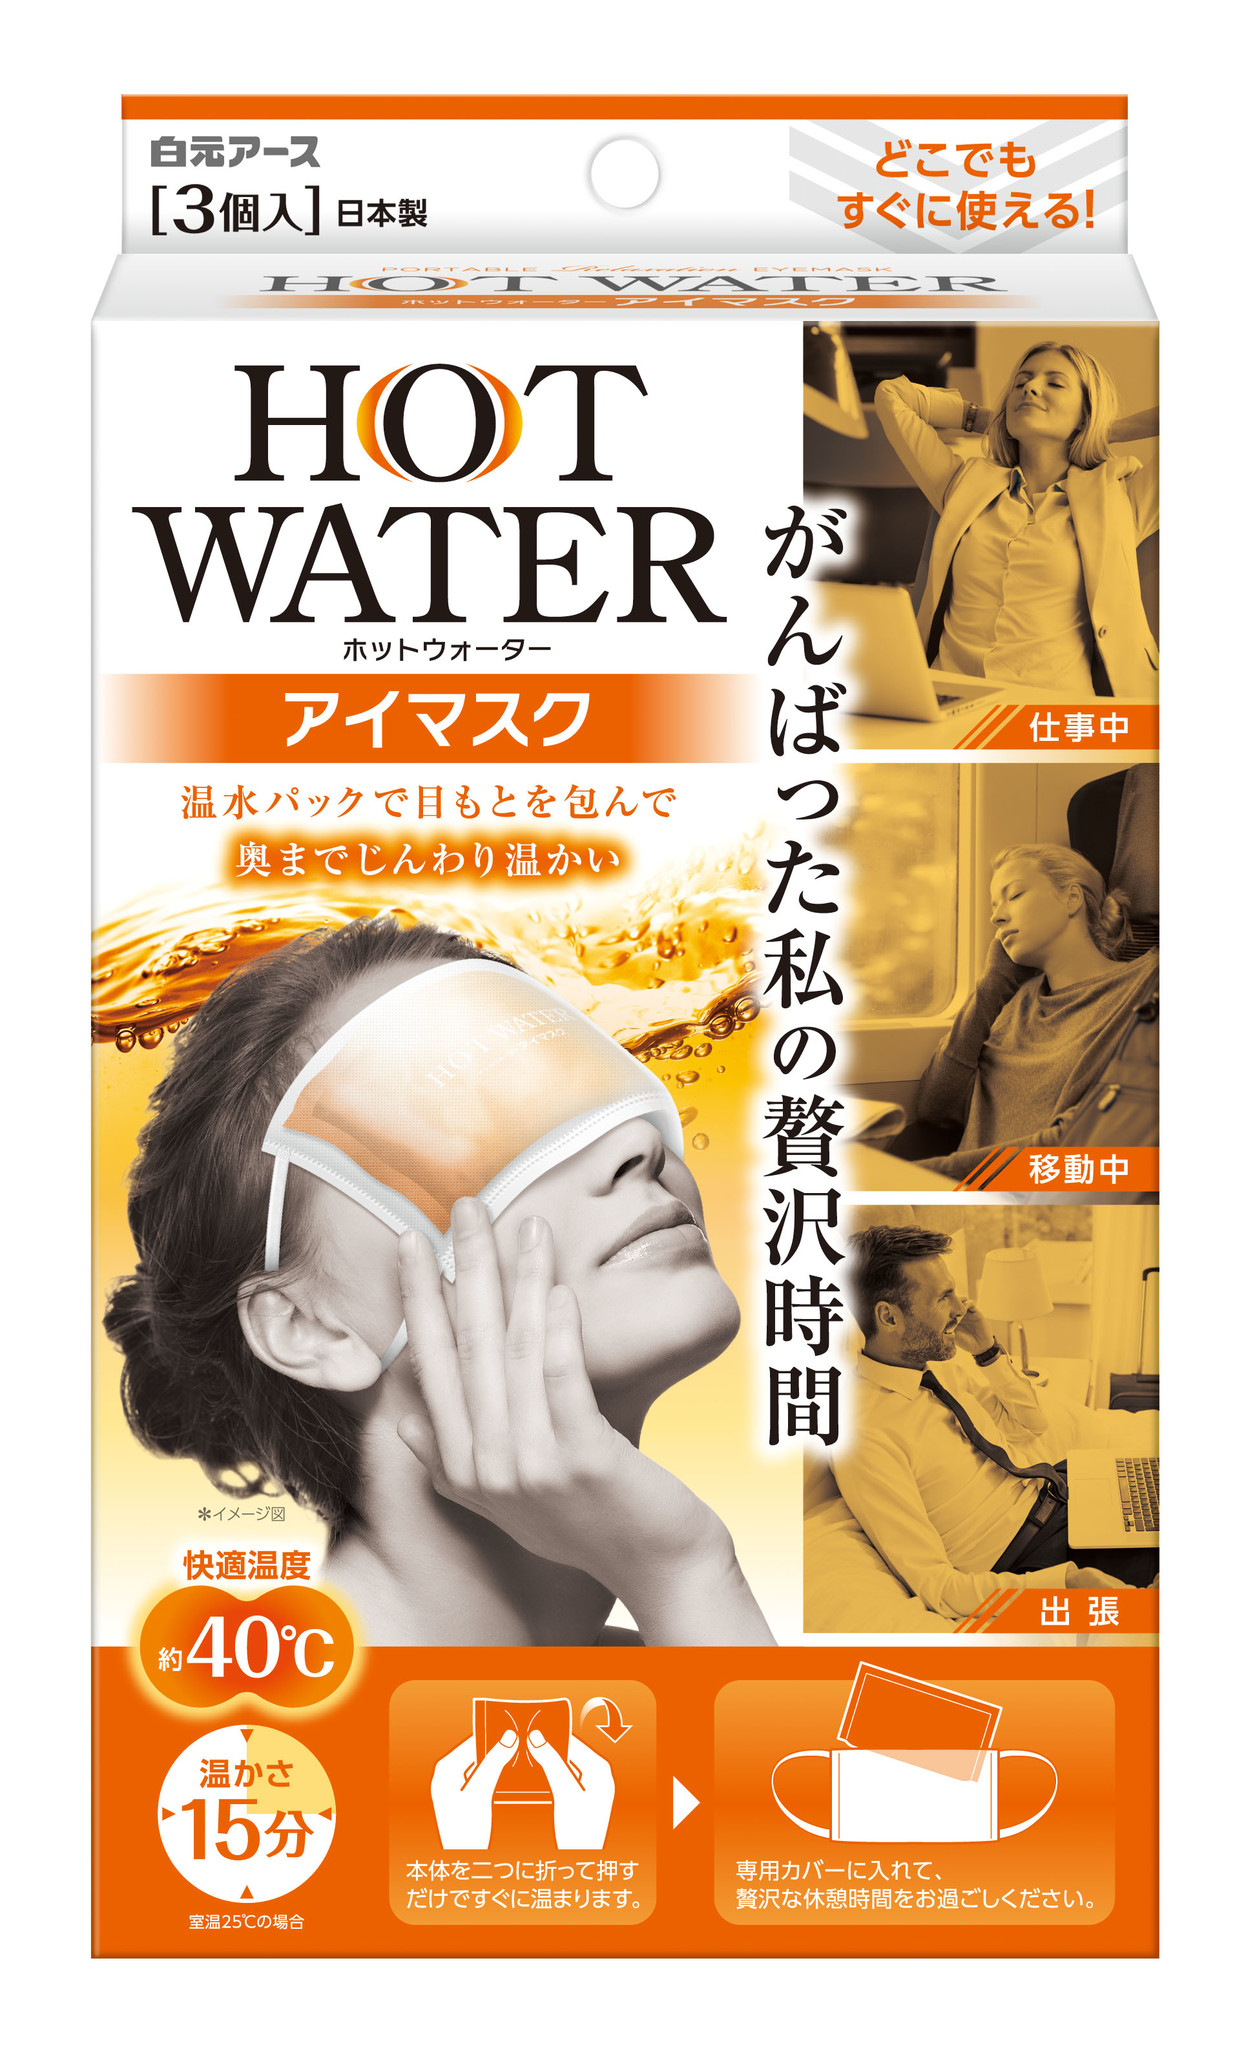 白元アース
[3個入] 日本製
どこでも
すぐに使える!
PORTABLE Relaxation EYEMASK
HOT WATER
ホットウォーター アイマスク
HOT
WATER
ホットウォーター
アイマスク
温水パックで目もとを包んで
奥までじんわり温かい
がんばった私の贅沢時間
仕事中
移動中
出張
HOT WATER
アイマスク
*イメージ図
快適温度
約40℃
温かさ
15分
室温25℃の場合
本体を二つに折って押す
だけですぐに温まります。
専用カバーに入れて、
贅沢な休憩時間をお過ごしください。